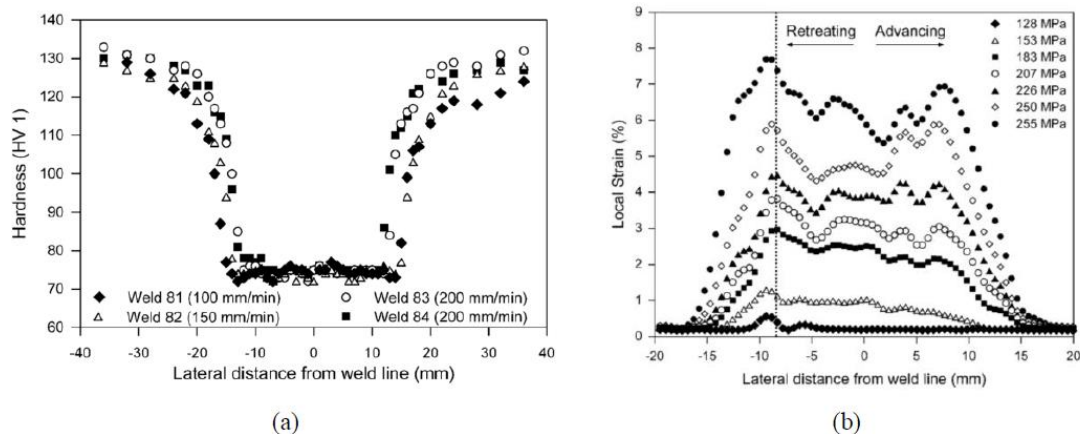 140
130
120
110
100
90
80
70
60
Hardness (HV 1)
Weld 81 (100 mm/min)
Weld 82 (150 mm/min)
Weld 83 (200 mm/min)
Weld 84 (200 mm/min)
-40 -30 -20 -10 0 10 20 30 40
Lateral distance from weld line (mm)
(a)
9
8
7
6
5
4
3
2
1
0
Local Strain (%)
Retreating
Advancing
128 MPa
153 MPa
183 MPa
207 MPa
226 MPa
250 MPa
255 MPa
-20 -15 -10 -5 0 5 10 15 20
Lateral distance from weld line (mm)
(b)